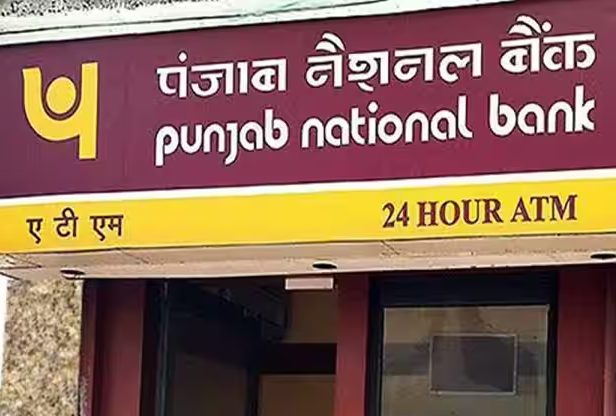 पंजाब नैशनल बैंक
punjab national bank
ए टी एम
24 HOUR ATM